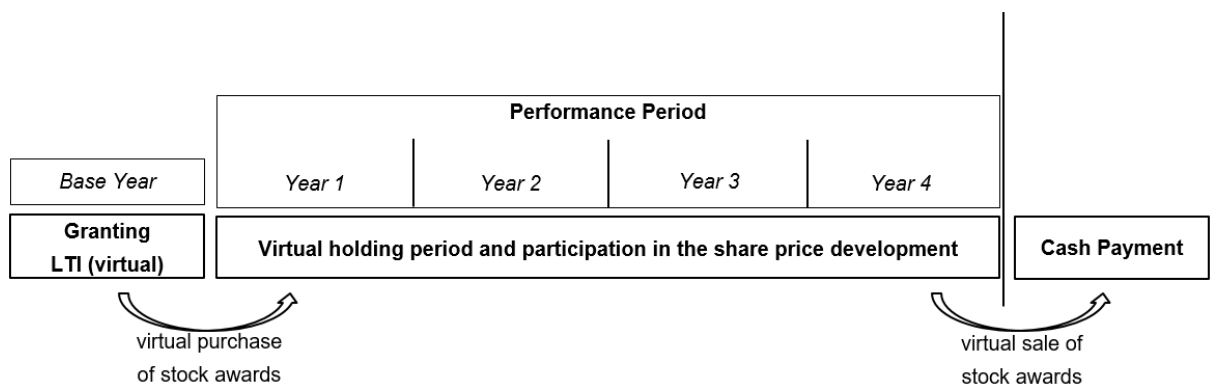 Performance Period
Base Year
Year 1
Year 2
Year 3
Year 4
Granting
LTI (virtual)
Virtual holding period and participation in the share price development
Cash Payment
virtual purchase
of stock awards
virtual sale of
stock awards